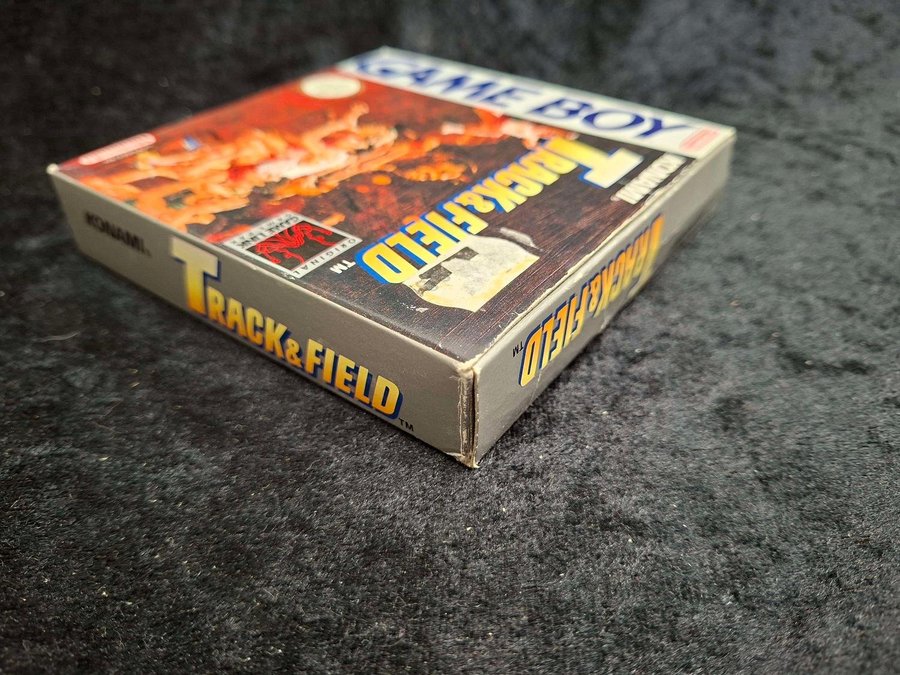 GAME BOY
KONAMI
TRACK & FIELD
TM
ORIGINAL
KONAMI
TRACK & FIELD
TM
TRACK & FIELD
TM